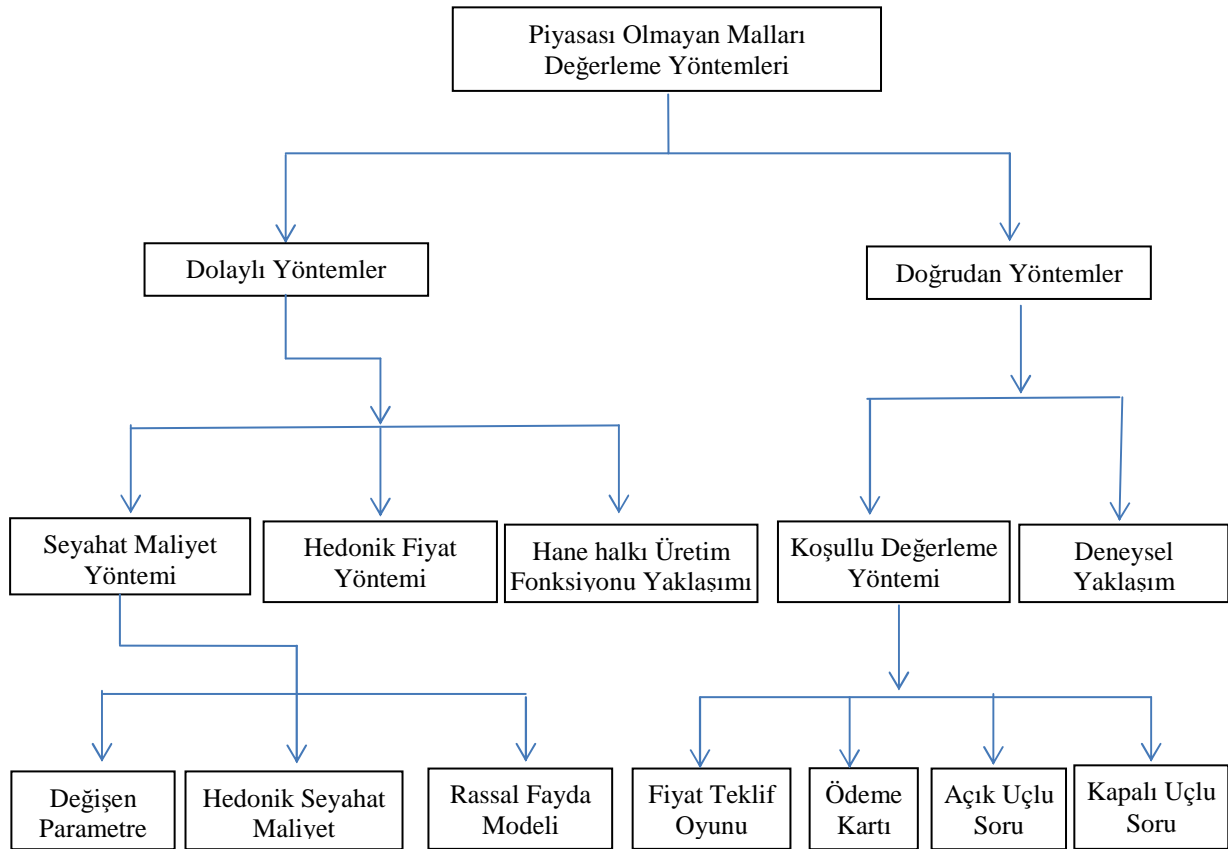 Piyasası Olmayan Malları
Değerleme Yöntemleri
Dolaylı Yöntemler
Doğrudan Yöntemler
Seyahat Maliyet
Yöntemi
Hedonik Fiyat
Yöntemi
Hane halkı Üretim
Fonksiyonu Yaklaşımı
Koşullu Değerleme
Yöntemi
Deneysel
Yaklaşım
Değişen
Parametre
Hedonik Seyahat
Maliyet
Rassal Fayda
Modeli
Fiyat Teklif
Oyunu
Ödeme
Kartı
Açık Uçlu
Soru
Kapalı Uçlu
Soru